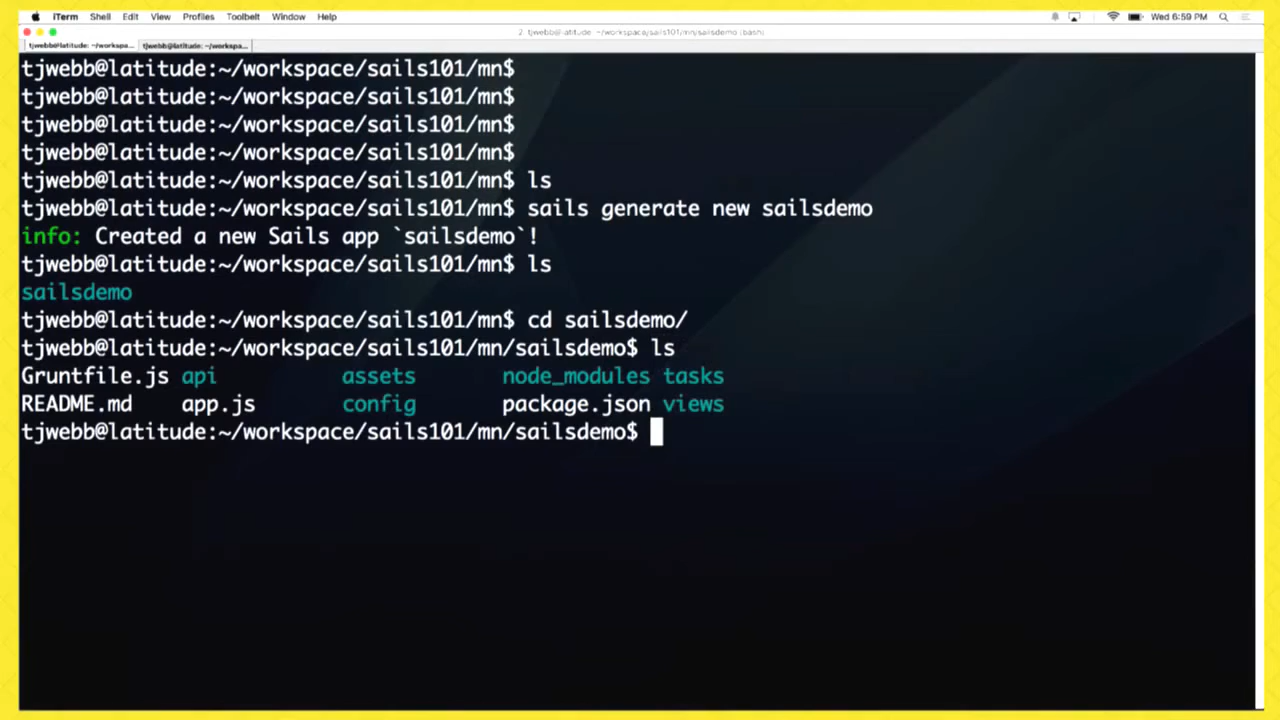 iTerm Shell Edit View Profiles Toolbelt Window Help Wed 6:59 PM
tjwebb@latitude:~/workspace/sails101/mn$
tjwebb@latitude:~/workspace/sails101/mn$
tjwebb@latitude:~/workspace/sails101/mn$
tjwebb@latitude:~/workspace/sails101/mn$
tjwebb@latitude:~/workspace/sails101/mn$ ls
tjwebb@latitude:~/workspace/sails101/mn$ sails generate new sailsdemo
info: Created a new Sails app `sailsdemo`!
tjwebb@latitude:~/workspace/sails101/mn$ ls
sailsdemo
tjwebb@latitude:~/workspace/sails101/mn$ cd sailsdemo/
tjwebb@latitude:~/workspace/sails101/mn/sailsdemo$ ls
Gruntfile.js api assets node_modules tasks
README.md app.js config package.json views
tjwebb@latitude:~/workspace/sails101/mn/sailsdemo$